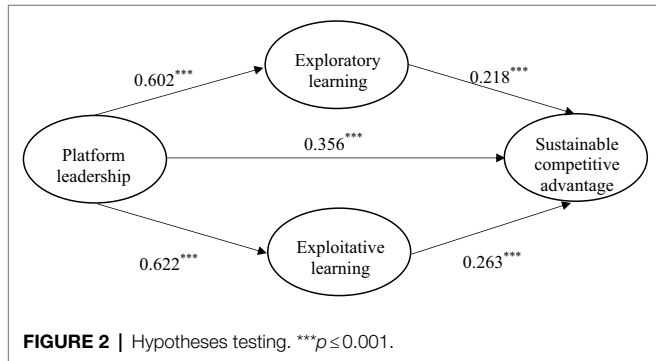 Exploratory
learning
0.602***
0.218***
Platform
leadership
0.356***
Sustainable
competitive
advantage
0.622***
Exploitative
learning
0.263***
FIGURE 2 | Hypotheses testing. ***p≤0.001.